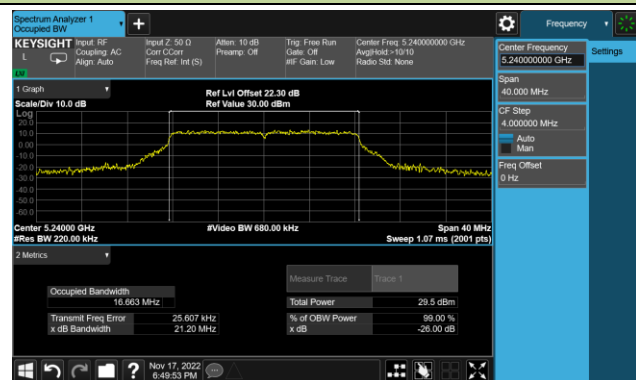 Spectrum Analyzer 1
Occupied BW
+
Frequency
KEYSIGHT
L
Input: RF
Coupling: AC
Align: Auto
Input Z: 50 Ω
Corr CCorr
Freq Ref: Int (S)
Atten: 10 dB
Preamp: Off
Trig: Free Run
Gate: Off
#IF Gain: Low
Center Freq: 5.240000000 GHz
Avg|Hold:>10/10
Radio Std: None
Center Frequency
5.240000000 GHz
Settings
Span
40.000 MHz
CF Step
4.000000 MHz
Auto
Man
Freq Offset
0 Hz
1 Graph
Scale/Div 10.0 dB
Ref Lvl Offset 22.30 dB
Ref Value 30.00 dBm
Log
20.0
10.0
0.00
-10.0
-20.0
-30.0
-40.0
-50.0
-60.0
Center 5.24000 GHz
#Res BW 220.00 kHz
#Video BW 680.00 kHz
Span 40 MHz
Sweep 1.07 ms (2001 pts)
2 Metrics
Measure Trace
Trace 1
Occupied Bandwidth
16.663 MHz
Total Power
29.5 dBm
Transmit Freq Error
25.607 kHz
% of OBW Power
99.00 %
x dB Bandwidth
21.20 MHz
x dB
-26.00 dB
?
Nov 17, 2022
6:49:53 PM